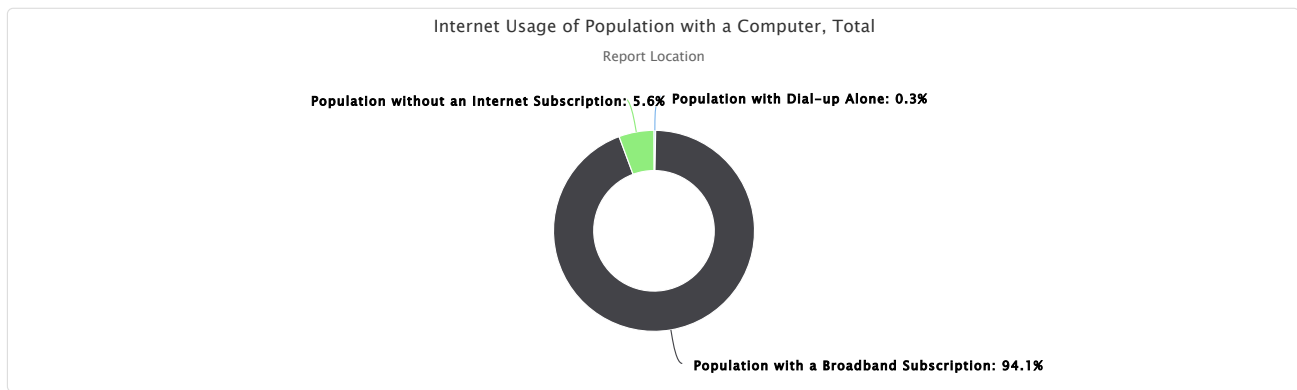 Internet Usage of Population with a Computer, Total
Report Location
Population without an Internet Subscription: 5.6%
Population with Dial-up Alone: 0.3%
Population with a Broadband Subscription: 94.1%